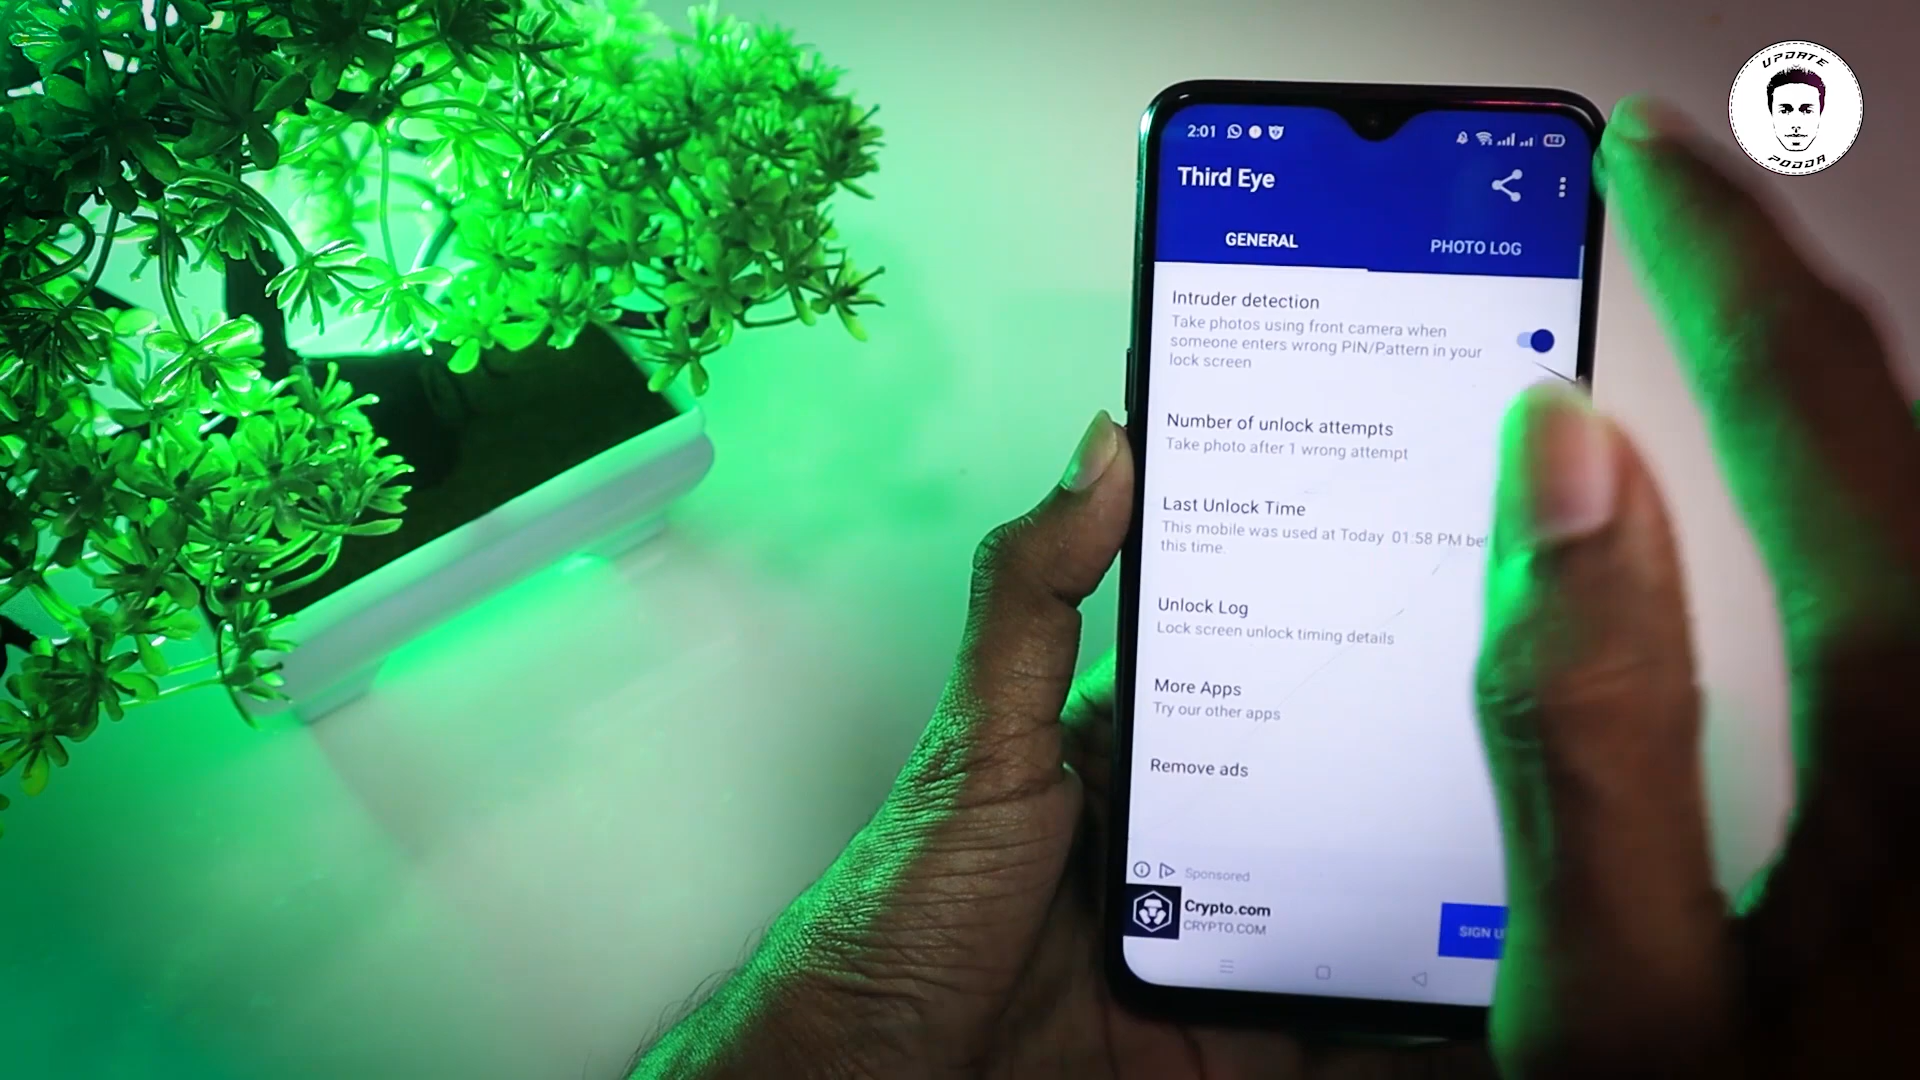 UPDATE
PODDA
2:01
Third Eye
GENERAL
PHOTO LOG
Intruder detection
Take photos using front camera when
someone enters wrong PIN/Pattern in your
lock screen
Number of unlock attempts
Take photo after 1 wrong attempt
Last Unlock Time
This mobile was used at Today 01:58 PM
this time.
Unlock Log
Lock screen unlock timing details
More Apps
Try our other apps
Remove ads
Sponsored
Crypto.com
CRYPTO.COM
SIGN